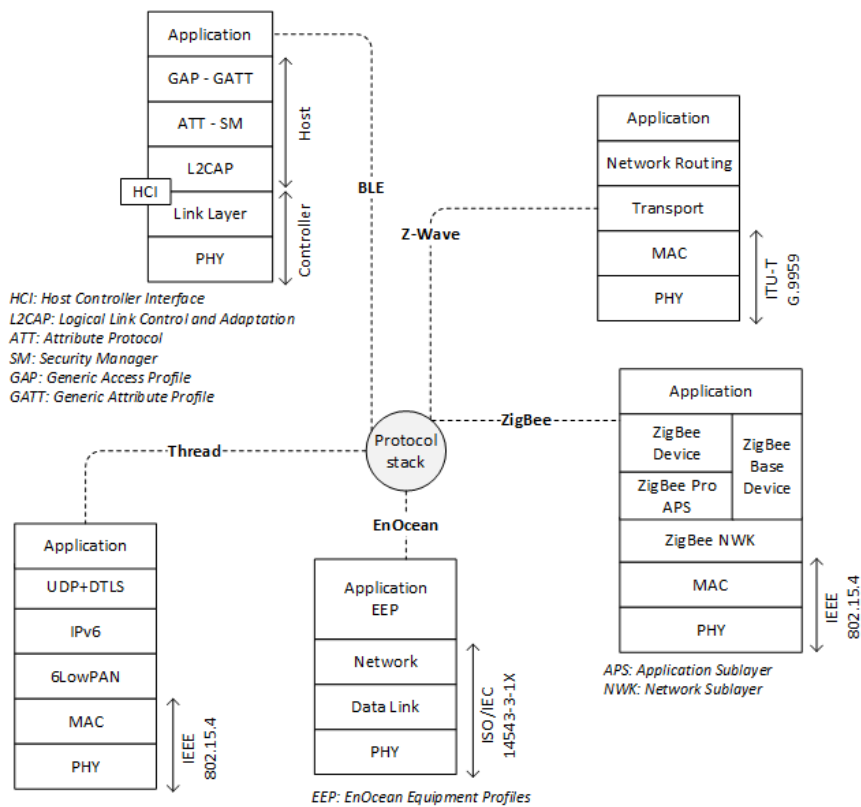 Application
GAP - GATT
ATT - SM
L2CAP
HCI
Link Layer
PHY
Host
Controller
HCI: Host Controller Interface
L2CAP: Logical Link Control and Adaptation
ATT: Attribute Protocol
SM: Security Manager
GAP: Generic Access Profile
GATT: Generic Attribute Profile
BLE
Z-Wave
Application
Network Routing
Transport
MAC
PHY
ITU-T
G.9959
Protocol
stack
ZigBee
Application
ZigBee
Device
ZigBee
Base
Device
ZigBee Pro
APS
ZigBee NWK
MAC
PHY
IEEE
802.15.4
APS: Application Sublayer
NWK: Network Sublayer
Thread
Application
UDP+DTLS
IPv6
6LowPAN
MAC
PHY
IEEE
802.15.4
EnOcean
Application
EEP
Network
Data Link
PHY
ISO/IEC
14543-3-1X
EEP: EnOcean Equipment Profiles